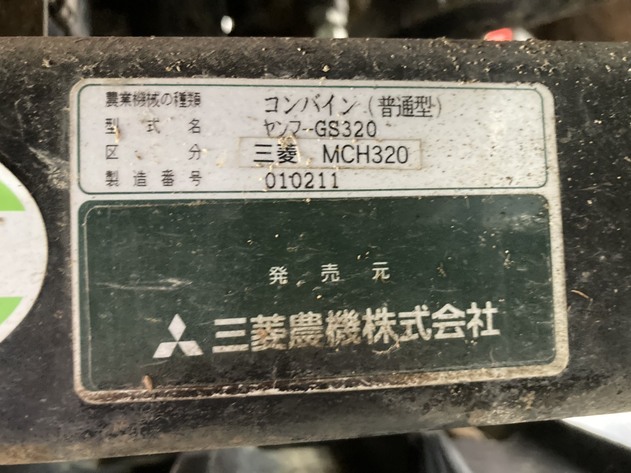 農業機械の種類 コンバイン（普通型）
型式名 ヤンマーGS320
区分 三菱 MCH320
製造番号 010211
発売元
三菱農機株式会社